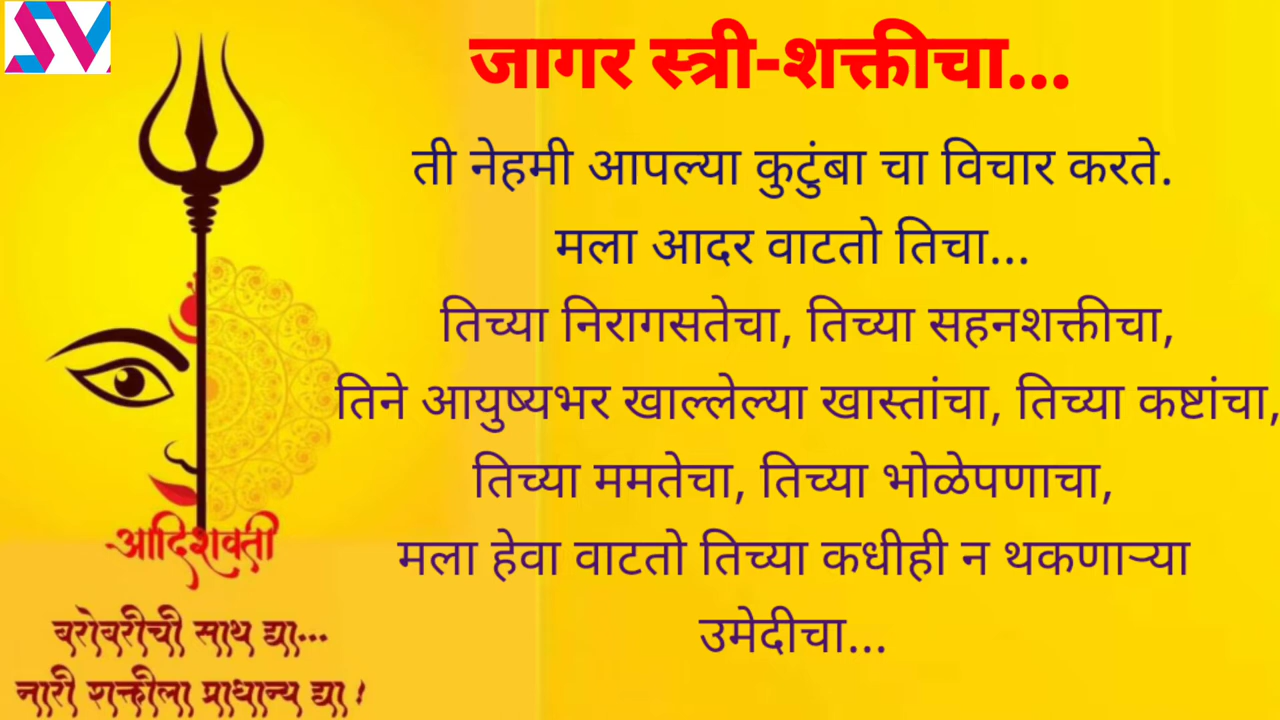 SV
जागर स्त्री-शक्तीचा...
ती नेहमी आपल्या कुटुंबा चा विचार करते.
मला आदर वाटतो तिचा...
तिच्या निरागसतेचा, तिच्या सहनशक्तीचा,
तिने आयुष्यभर खाल्लेल्या खास्तांचा, तिच्या कष्टांचा,
तिच्या ममतेचा, तिच्या भोळेपणाचा,
मला हेवा वाटतो तिच्या कधीही न थकणाऱ्या
उमेदीचा...
आदिशक्ती
बरोबरीची साथ द्या...
नारी शक्तीला प्राधान्य द्या!